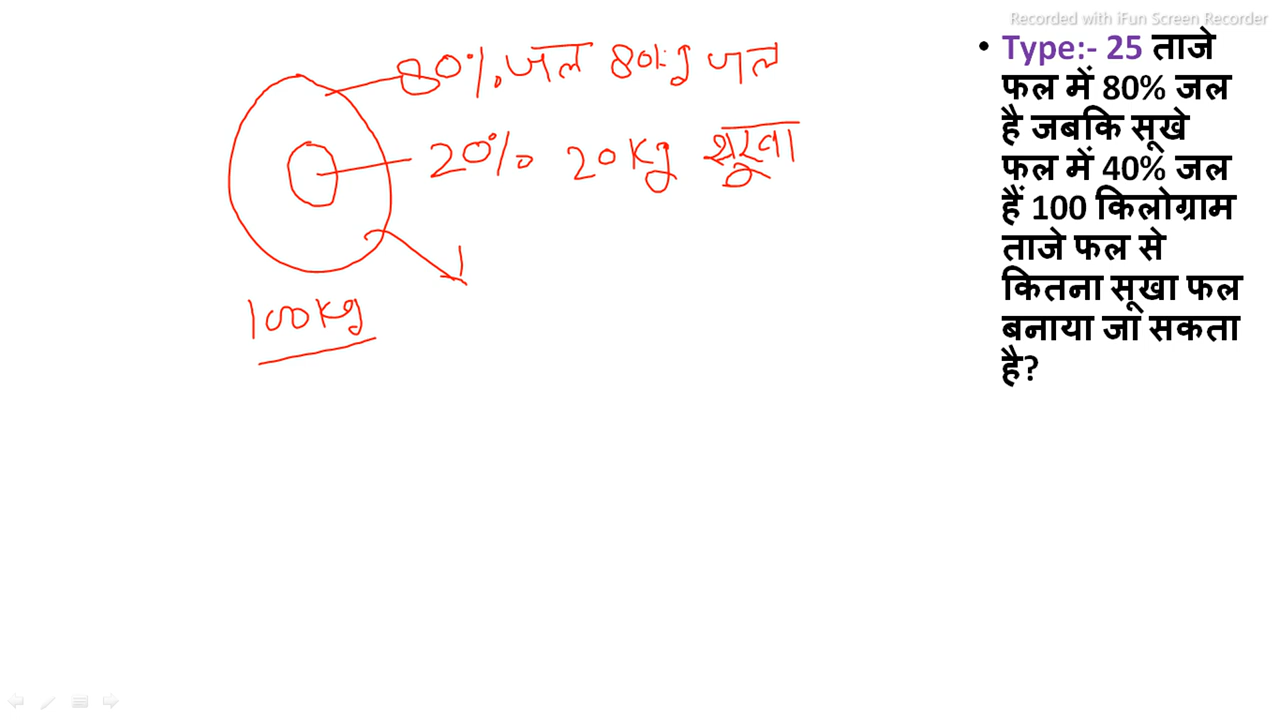 Recorded with iFun Screen Recorder
80% जल 80kg जल
20% 20kg सूखा
100kg
• Type:- 25 ताजे
फल में 80% जल
है जबकि सूखे
फल में 40% जल
हैं 100 किलोग्राम
ताजे फल से
कितना सूखा फल
बनाया जा सकता
है?